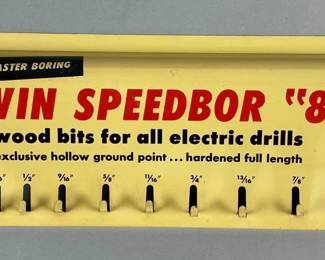 ASTER BORING
WIN SPEEDBOR "8
wood bits for all electric drills
exclusive hollow ground point...hardened full length
1/2" 9/16" 5/8" 11/16" 3/4" 13/16" 7/8"